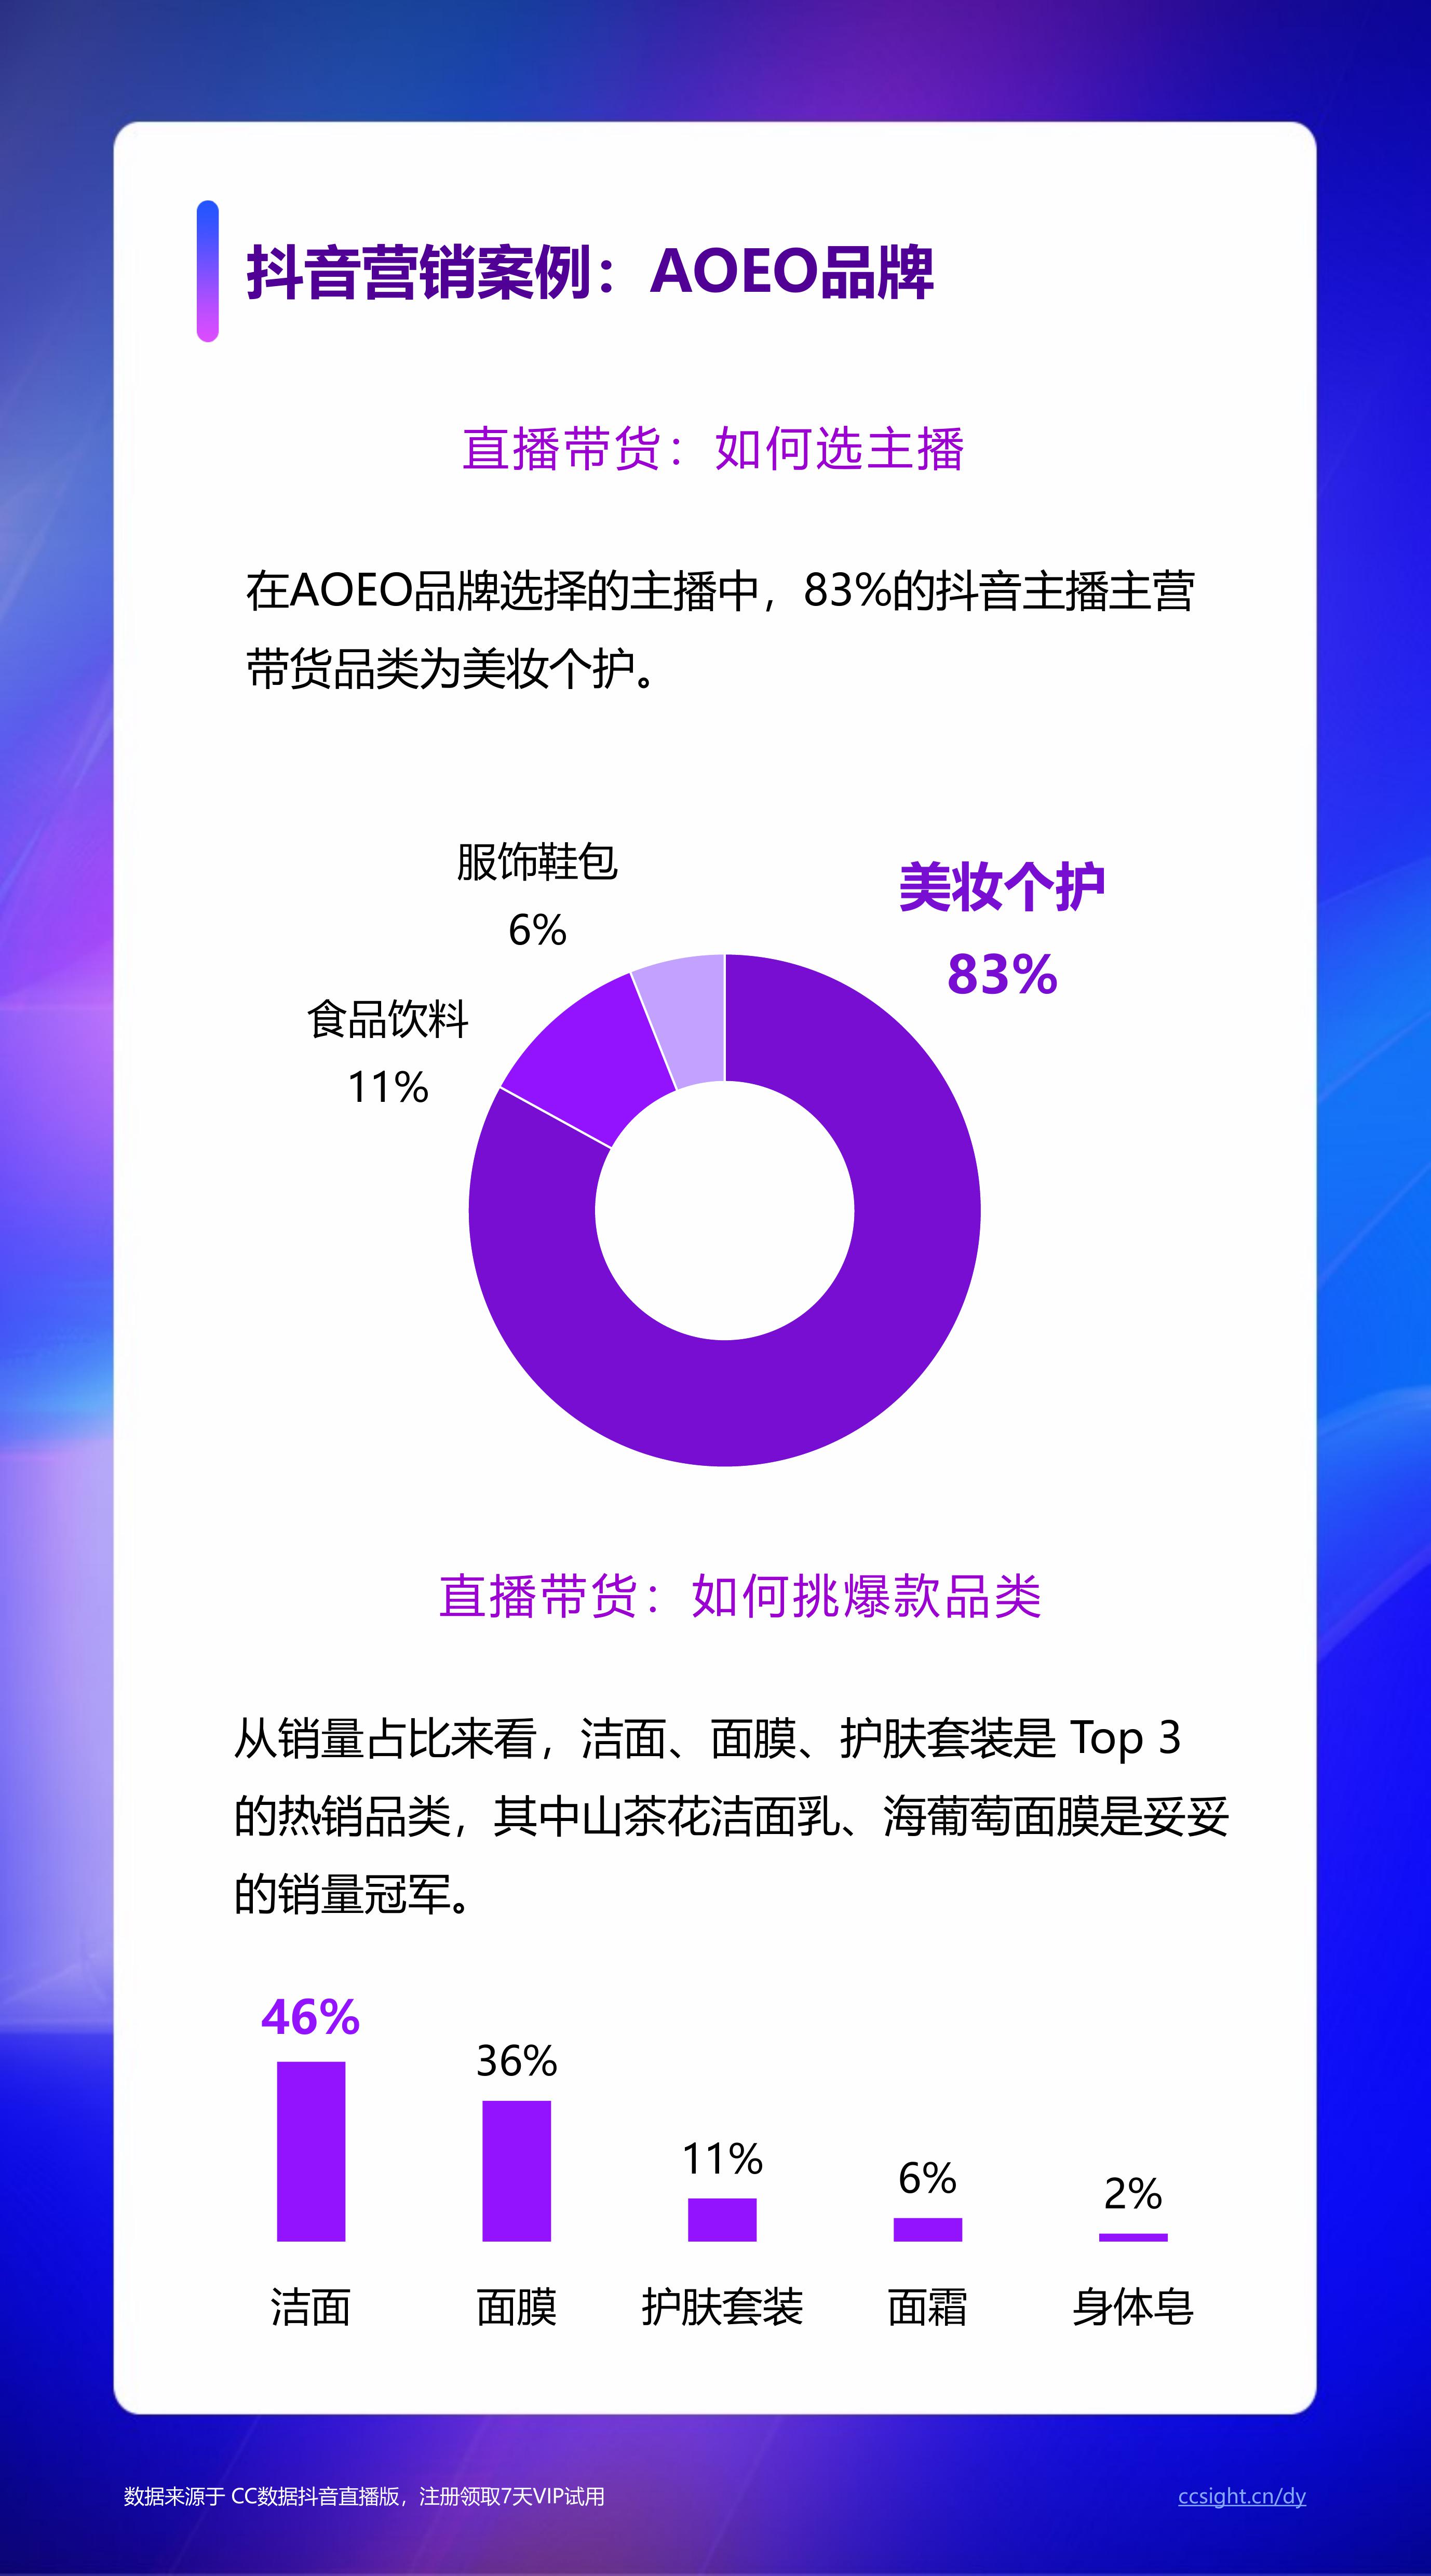 抖音营销案例：AOEO品牌
直播带货：如何选主播
在AOEO品牌选择的主播中，83%的抖音主播主营
带货品类为美妆个护。
服饰鞋包
6%
美妆个护
83%
食品饮料
11%
直播带货：如何挑爆款品类
从销量占比来看，洁面、面膜、护肤套装是 Top 3
的热销品类，其中山茶花洁面乳、海葡萄面膜是妥妥
的销量冠军。
46%
36%
11%
6%
2%
洁面
面膜
护肤套装
面霜
身体皂
数据来源于 CC数据抖音直播版，注册领取7天VIP试用
ccsight.cn/dy